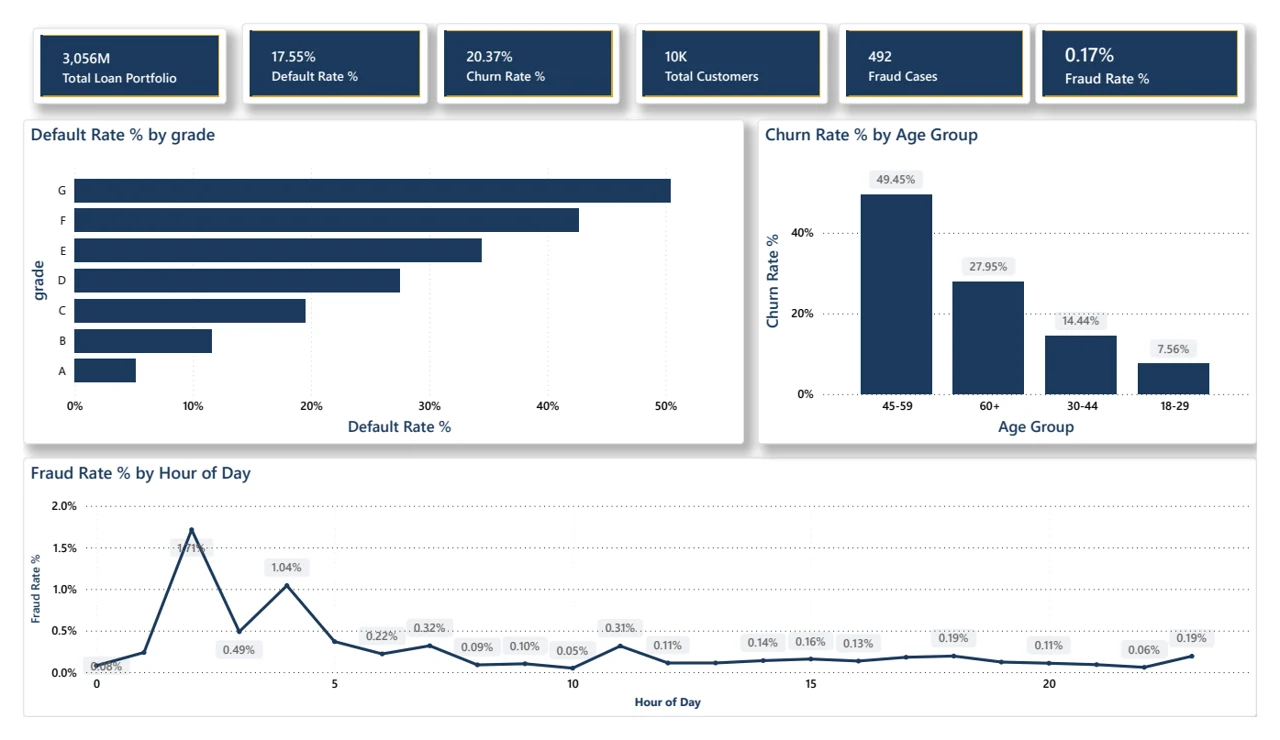 3,056M
Total Loan Portfolio
17.55%
Default Rate %
20.37%
Churn Rate %
10K
Total Customers
492
Fraud Cases
0.17%
Fraud Rate %
Default Rate % by grade
grade
G
F
E
D
C
B
A
0% 10% 20% 30% 40% 50%
Default Rate %
Churn Rate % by Age Group
Churn Rate %
40%
20%
0%
49.45%
27.95%
14.44%
7.56%
45-59 60+ 30-44 18-29
Age Group
Fraud Rate % by Hour of Day
Fraud Rate %
2.0%
1.5%
1.0%
0.5%
0.0%
0.08% 1.71% 0.49% 1.04% 0.22% 0.32% 0.09% 0.10% 0.05% 0.31% 0.11% 0.14% 0.16% 0.13% 0.19% 0.11% 0.06% 0.19%
0 5 10 15 20
Hour of Day